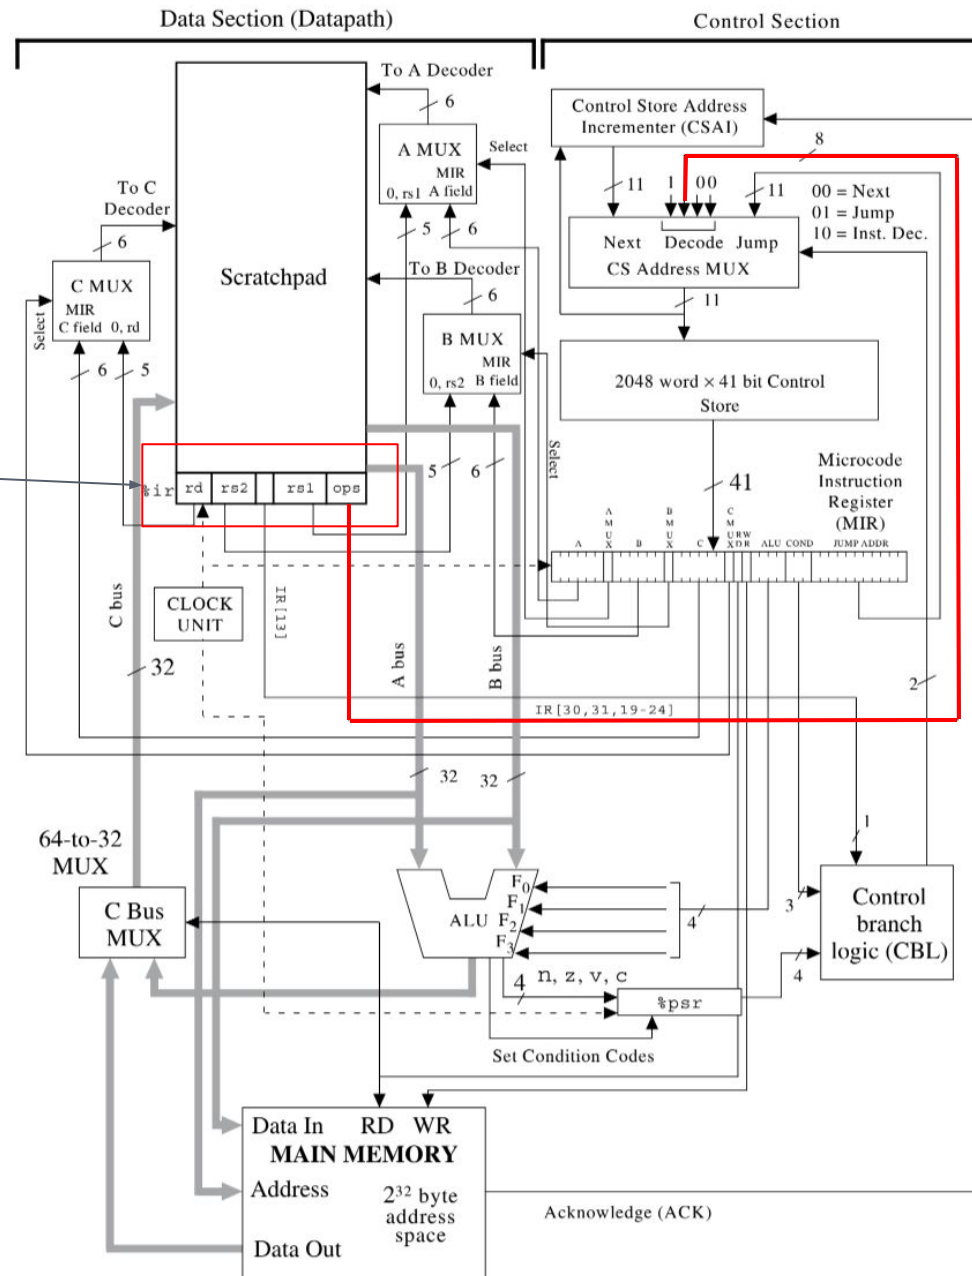 Data Section (Datapath)
Control Section
To A Decoder
6
A MUX
MIR
0, rs1 A field
Select
5
6
To C
Decoder
6
C MUX
MIR
C field 0, rd
Select
6
5
Scratchpad
To B Decoder
6
B MUX
MIR
0, rs2 B field
5
6
Select
Control Store Address
Incrementer (CSAI)
8
11
1 00
11
00 = Next
01 = Jump
10 = Inst. Dec.
Next Decode Jump
CS Address MUX
11
2048 word × 41 bit Control
Store
41
Microcode
Instruction
Register
(MIR)
A
A
M
U
X
B
B
M
U
X
C
C
M
U
X
R
D
W
R
ALU
COND
JUMP ADDR
%ir rd rs2 rs1 ops
CLOCK
UNIT
IR[13]
C bus
32
A bus
B bus
IR[30,31,19-24]
2
32
32
64-to-32
MUX
C Bus
MUX
ALU
F0
F1
F2
F3
4
4
n, z, v, c
%psr
Set Condition Codes
1
3
4
Control
branch
logic (CBL)
Data In RD WR
MAIN MEMORY
Address
2³² byte
address
space
Data Out
Acknowledge (ACK)